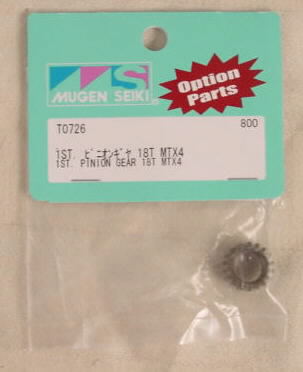 MS
MUGEN SEIKI
Option
Parts
T0726 800
1ST. ピニオンギヤ 18T MTX4
1ST. PINION GEAR 18T MTX4